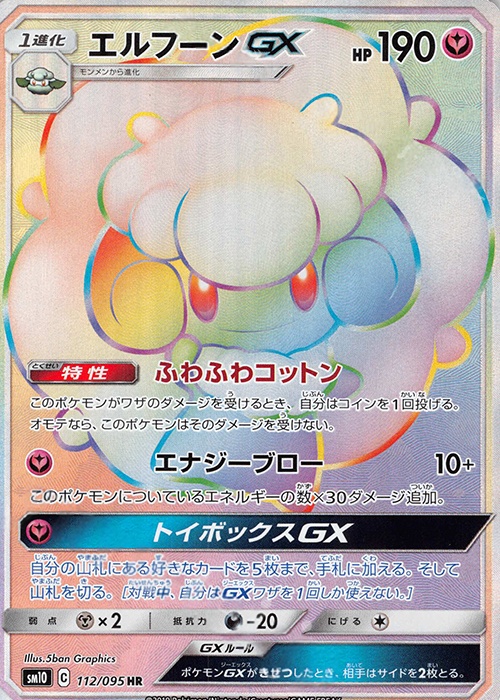 1進化
エルフーンGX
HP 190
モンメンから進化
とくせい
特性 ふわふわコットン
このポケモンがワザのダメージを受けるとき、自分はコインを1回投げる。
オモテなら、このポケモンはそのダメージを受けない。
エナジーブロー 10+
このポケモンについているエネルギーの数×30ダメージ追加。
トイボックスGX
自分の山札にある好きなカードを5枚まで、手札に加える。そして
山札を切る。[対戦中、自分はGXワザを1回しか使えない。]
弱点 ×2 抵抗力 -20 にげる
GXルール
Illus.5ban Graphics
ポケモンGXがきぜつしたとき、相手はサイドを2枚とる。
sm10 C 112/095 HR